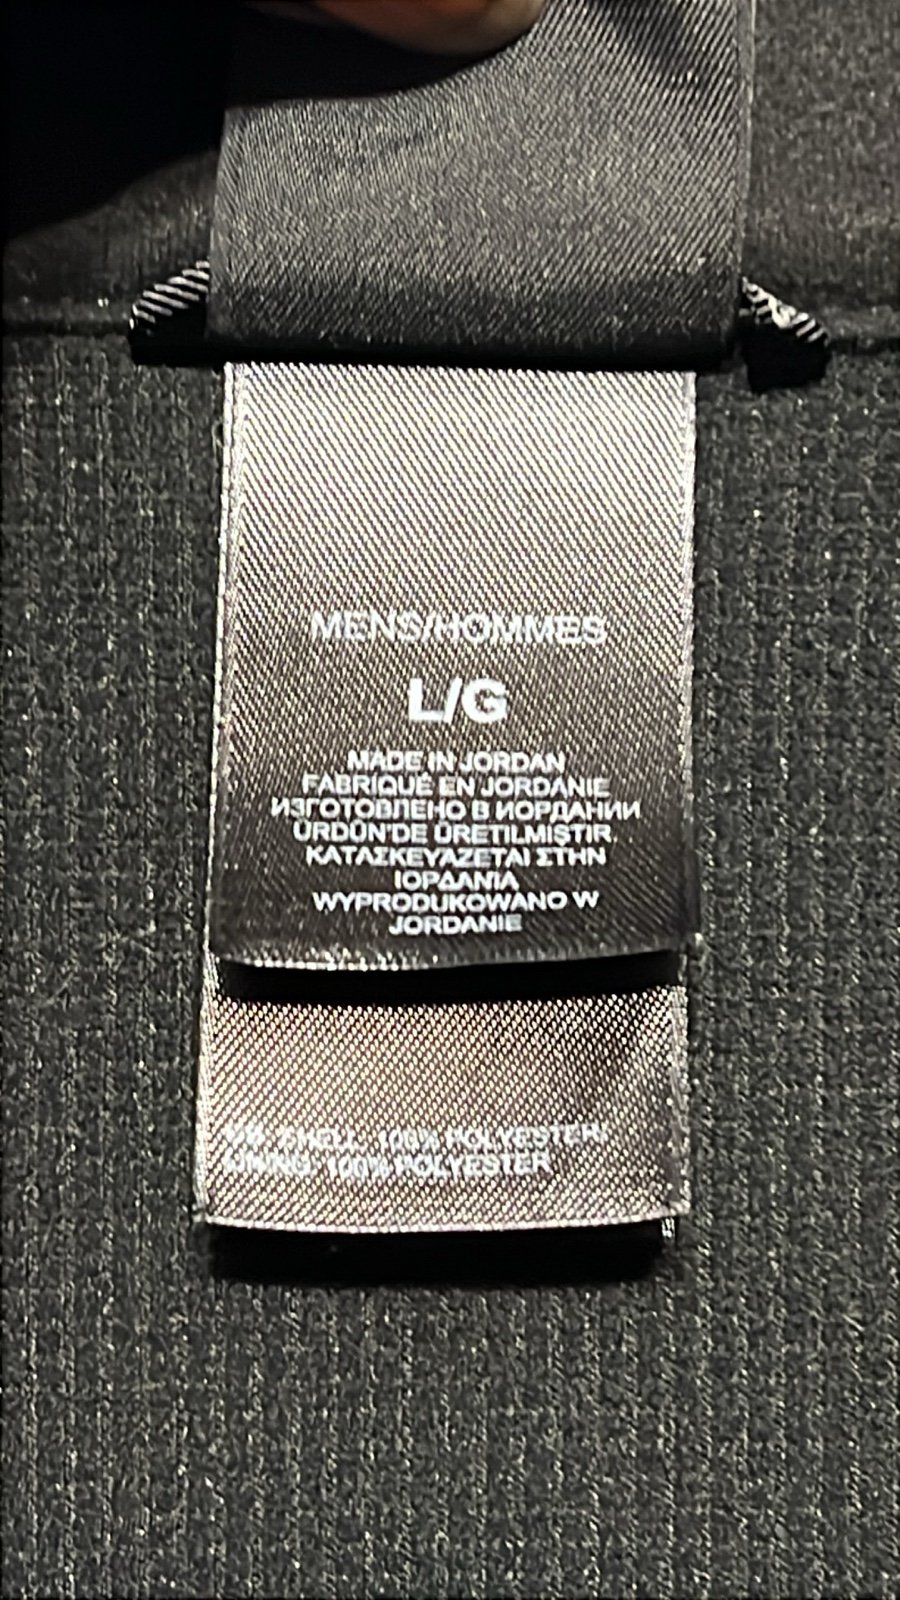 MENS/HOMMES
L/G
MADE IN JORDAN
FABRIQUÉ EN JORDANIE
ИЗГОТОВЛЕНО В ИОРДАНИИ
ÜRDÜN'DE ÜRETILMIŞTIR.
ΚΑΤΑΣΚΕΥΑΖΕΤΑΙ ΣΤΗΝ
ΙΟΡΔΑΝΊΑ
WYPRODUKOWANO W
JORDANIE
SHELL: 100% POLYESTER,
LINING: 100% POLYESTER